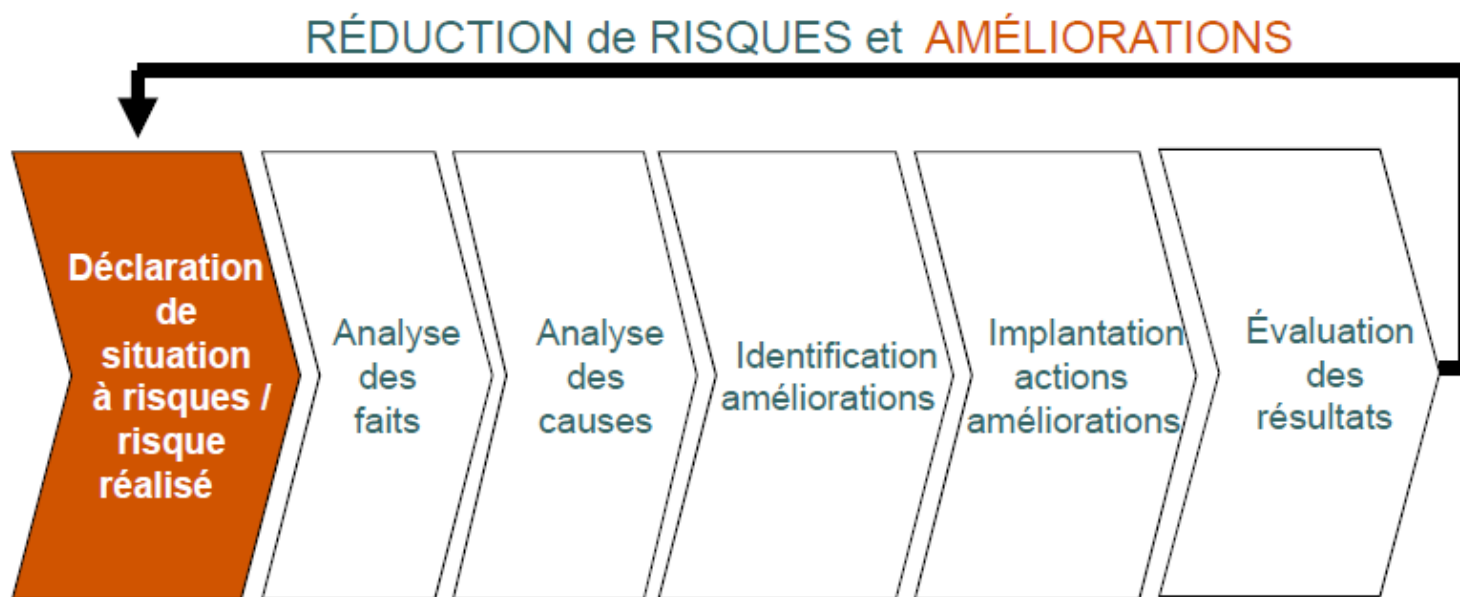 RÉDUCTION de RISQUES et AMÉLIORATIONS
Déclaration
de
situation
à risques /
risque
réalisé
Analyse
des
faits
Analyse
des
causes
Identification
améliorations
Implantation
actions
améliorations
Évaluation
des
résultats